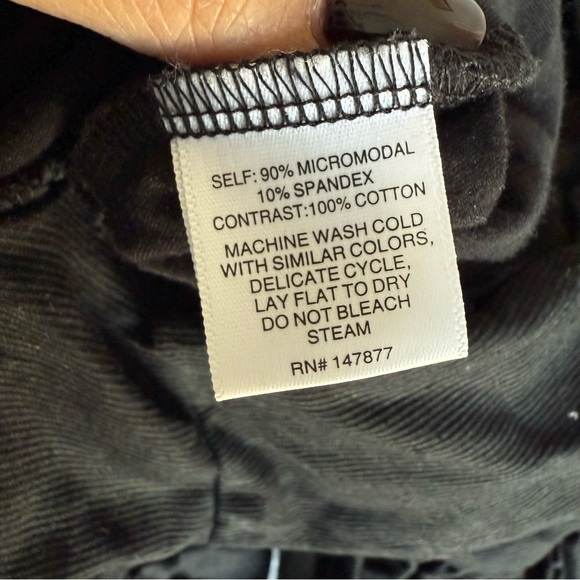 SELF: 90% MICROMODAL
10% SPANDEX
CONTRAST:100% COTTON
MACHINE WASH COLD
WITH SIMILAR COLORS,
DELICATE CYCLE,
LAY FLAT TO DRY
DO NOT BLEACH
STEAM
RN# 147877